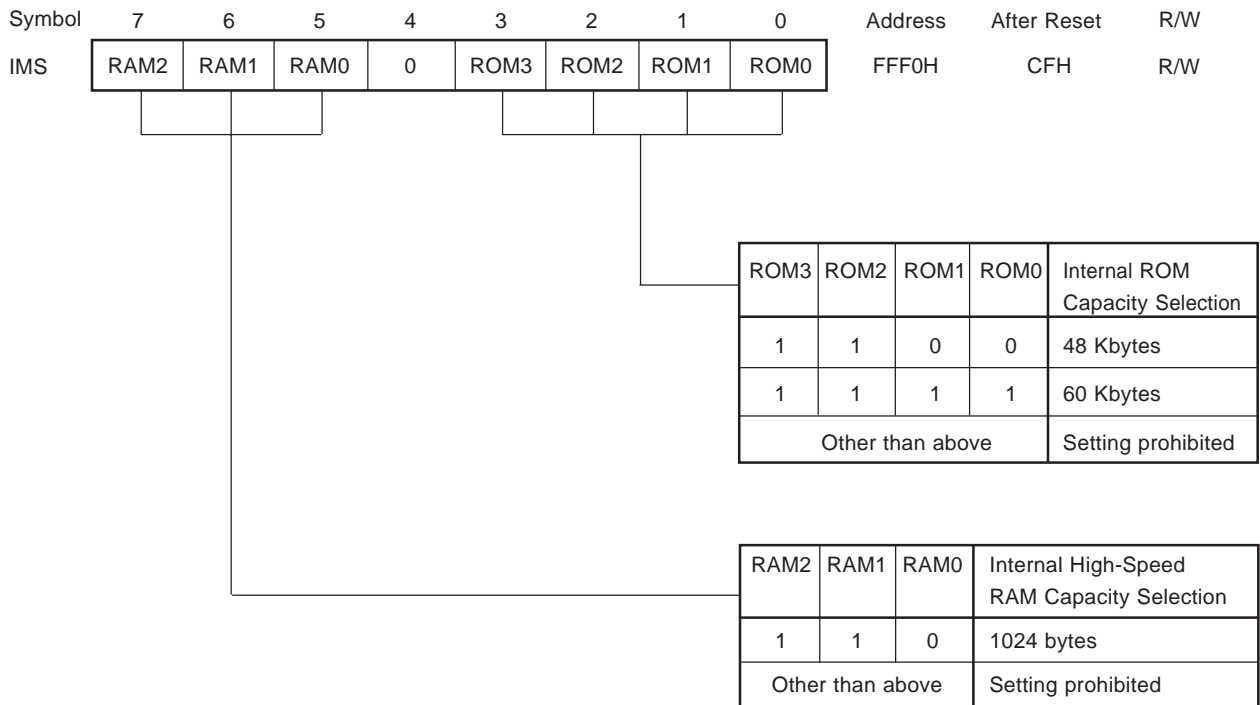 Symbol 7 6 5 4 3 2 1 0 Address After Reset R/W
IMS RAM2 RAM1 RAM0 0 ROM3 ROM2 ROM1 ROM0 FFF0H CFH R/W
ROM3 ROM2 ROM1 ROM0 Internal ROM
Capacity Selection
1 1 0 0 48 Kbytes
1 1 1 1 60 Kbytes
Other than above Setting prohibited
RAM2 RAM1 RAM0 Internal High-Speed
RAM Capacity Selection
1 1 0 1024 bytes
Other than above Setting prohibited